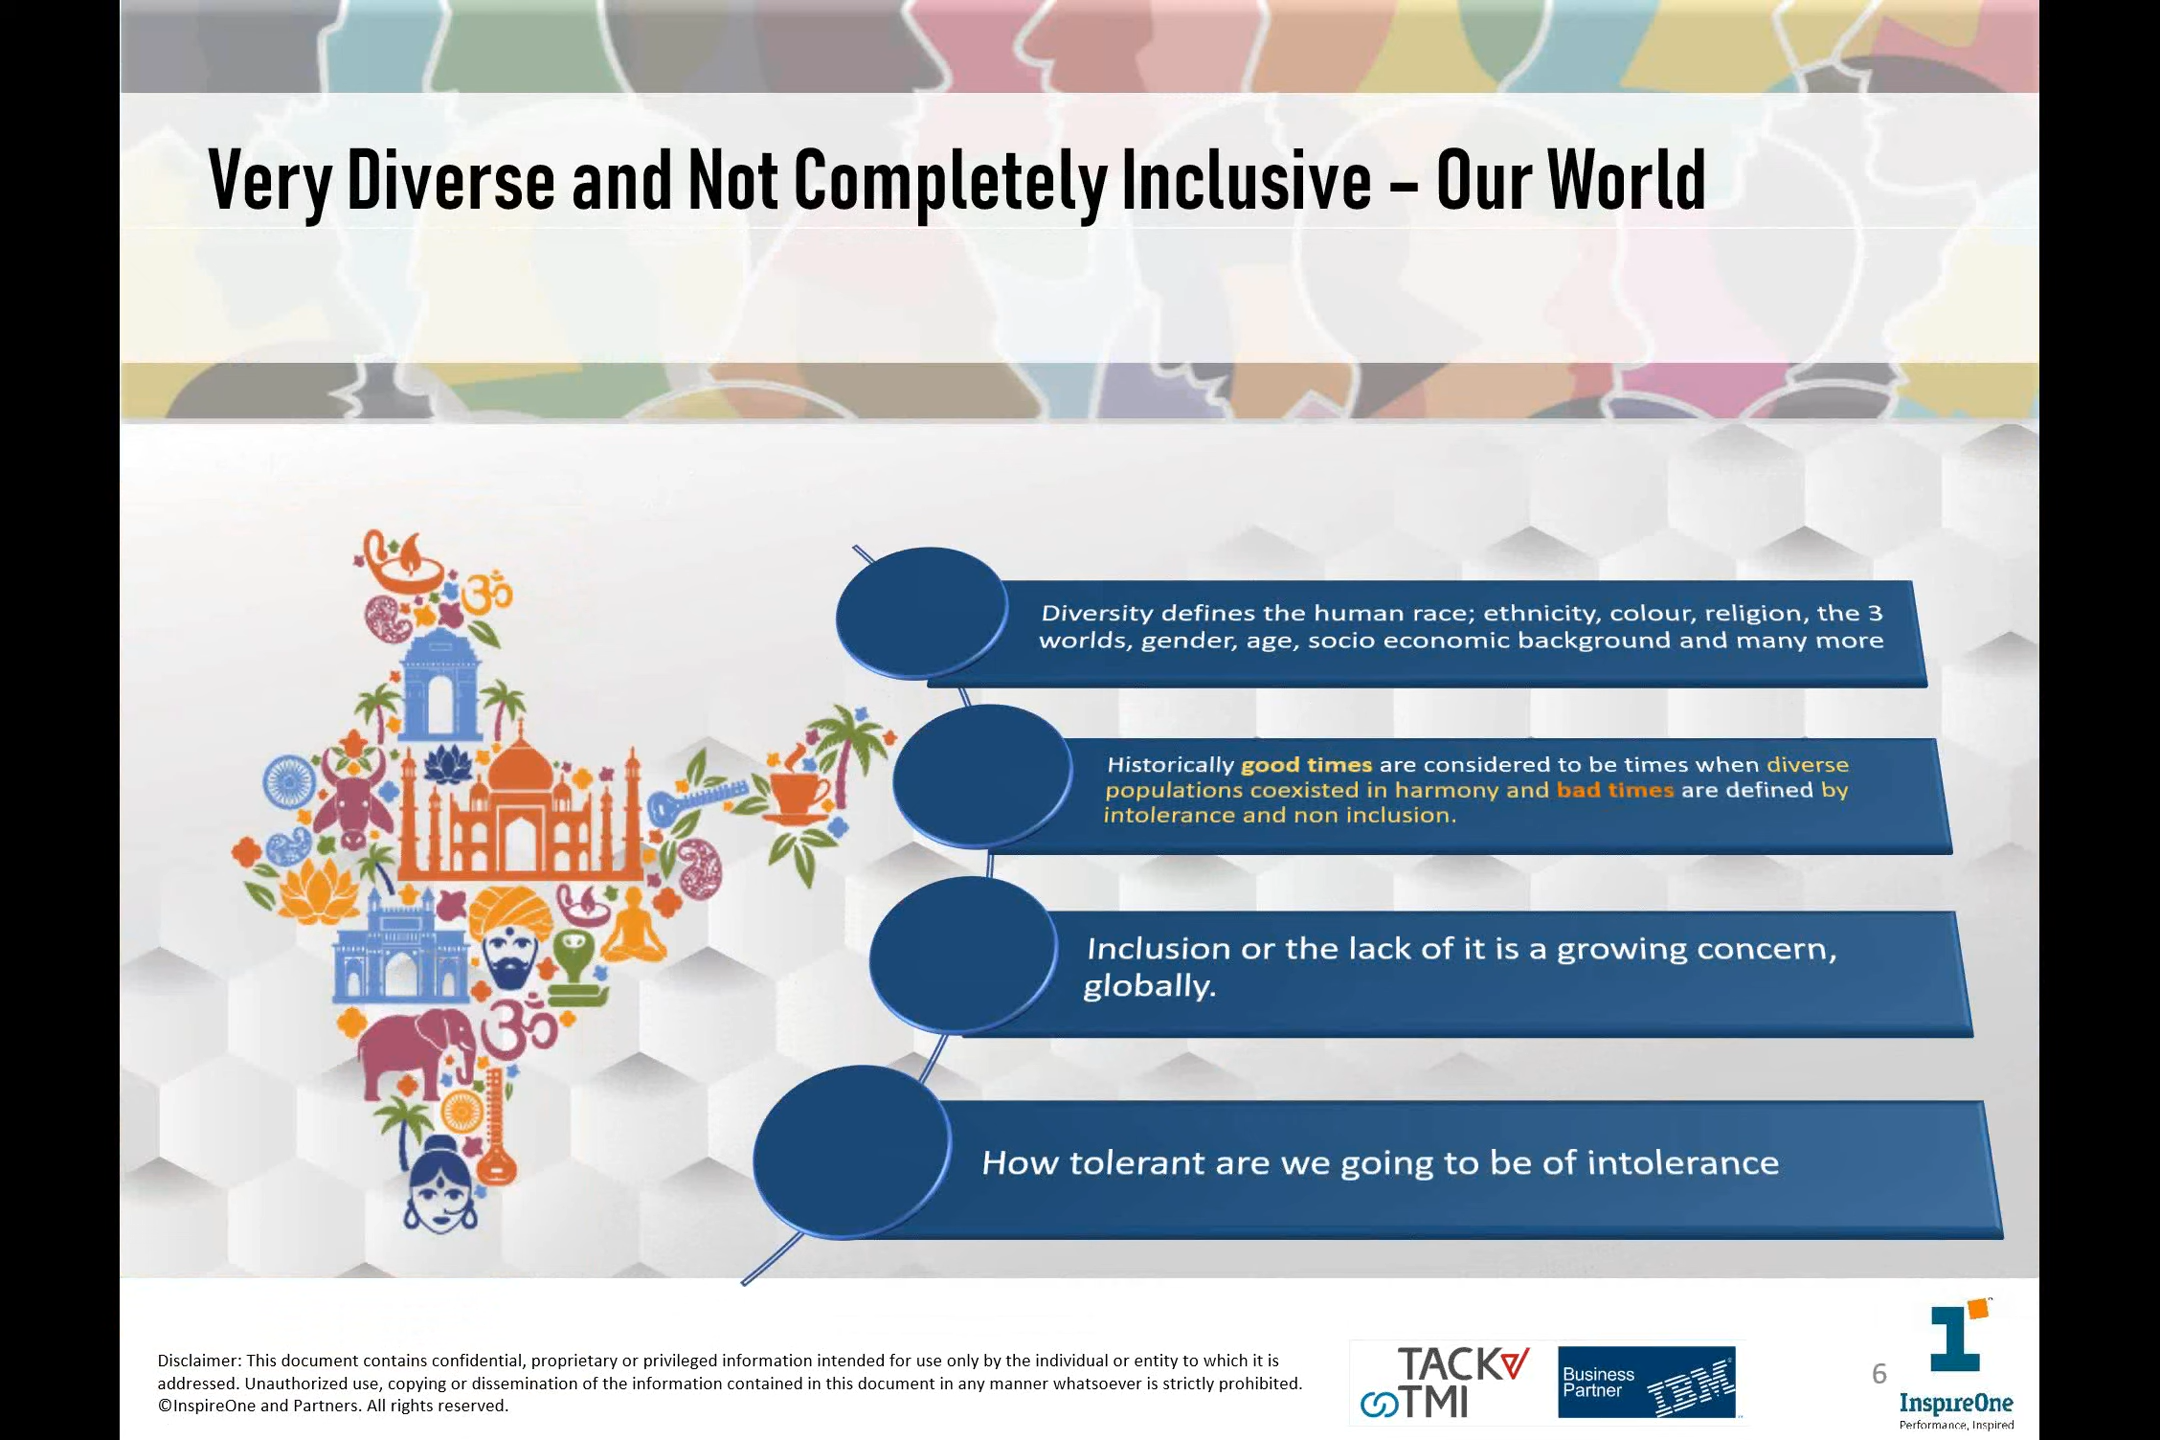 Very Diverse and Not Completely Inclusive – Our World
ॐ
Diversity defines the human race; ethnicity, colour, religion, the 3
worlds, gender, age, socio economic background and many more
Historically good times are considered to be times when diverse
populations coexisted in harmony and bad times are defined by
intolerance and non inclusion.
Inclusion or the lack of it is a growing concern,
globally.
ॐ
How tolerant are we going to be of intolerance
Disclaimer: This document contains confidential, proprietary or privileged information intended for use only by the individual or entity to which it is
addressed. Unauthorized use, copying or dissemination of the information contained in this document in any manner whatsoever is strictly prohibited.
©InspireOne and Partners. All rights reserved.
TACK
TMI
Business
Partner
IBM
6
InspıreOne
Performance, Inspired